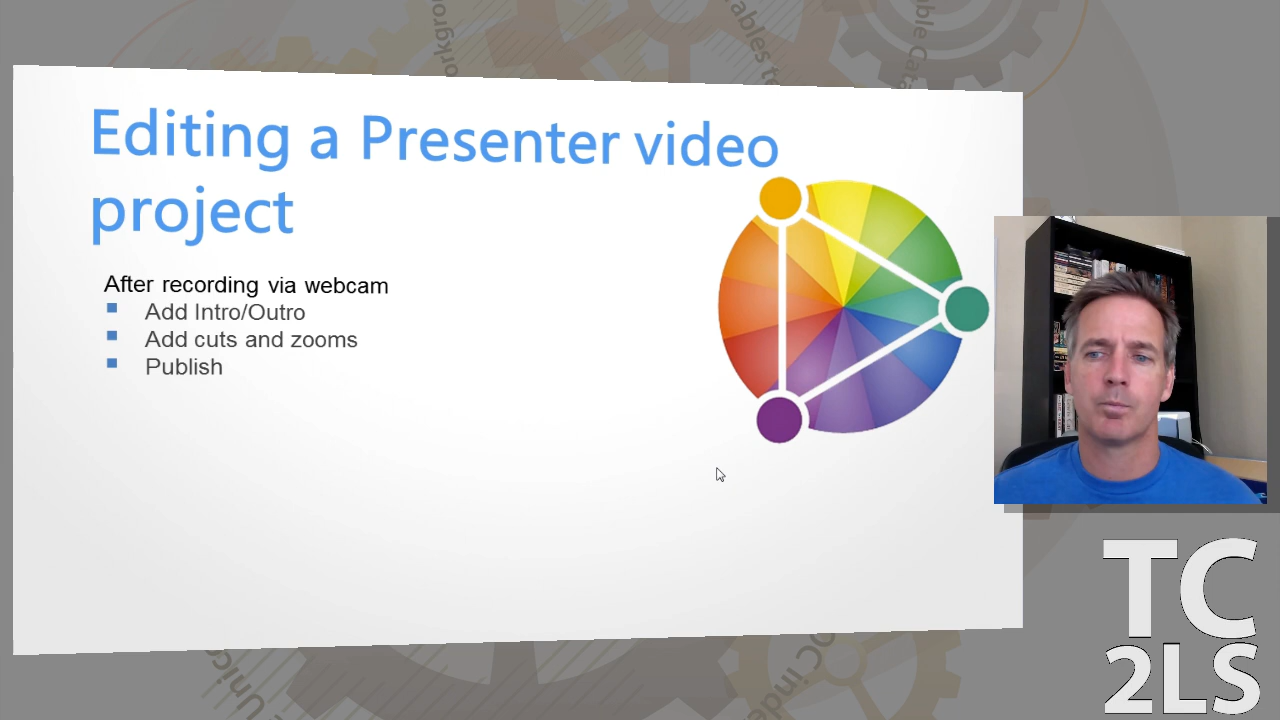 Editing a Presenter video
project
After recording via webcam
Add Intro/Outro
Add cuts and zooms
Publish
TC
2LS